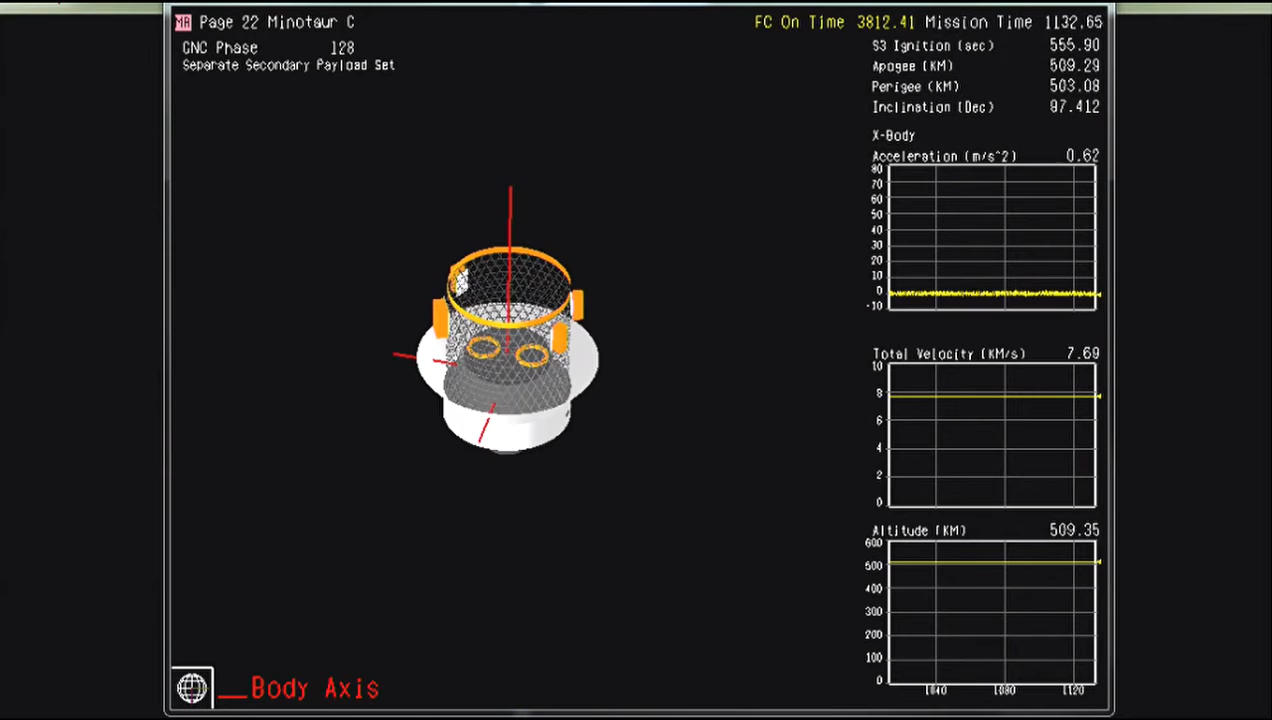 MR Page 22 Minotaur C
FC On Time 3812.41 Mission Time 1132.65
GNC Phase 128
Separate Secondary Payload Set
S3 Ignition (sec) 555.90
Apogee (KM) 509.29
Perigee (KM) 503.08
Inclination (Dec) 97.412
X-Body
Acceleration (m/s^2) 0.62
80
70
60
50
40
30
20
10
0
-10
Total Velocity (KM/s) 7.69
10
8
6
4
2
0
Altitude (KM) 509.35
600
500
400
300
200
100
0
1040 1080 1120
__Body Axis